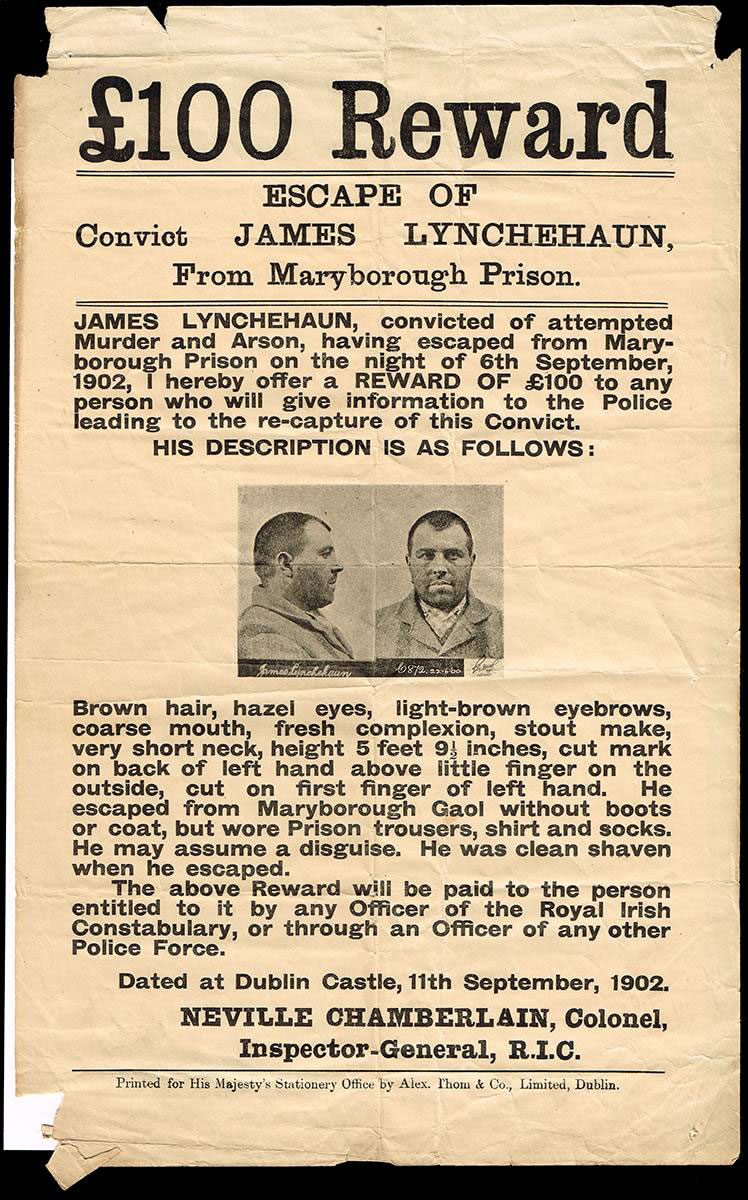 £100 Reward
ESCAPE OF
Convict JAMES LYNCHEHAUN,
From Maryborough Prison.
JAMES LYNCHEHAUN, convicted of attempted
Murder and Arson, having escaped from Mary-
borough Prison on the night of 6th September,
1902, I hereby offer a REWARD OF £100 to any
person who will give information to the Police
leading to the re-capture of this Convict.
HIS DESCRIPTION IS AS FOLLOWS:
James Lynchehaun
Brown hair, hazel eyes, light-brown eyebrows,
coarse mouth, fresh complexion, stout make,
very short neck, height 5 feet 9½ inches, cut mark
on back of left hand above little finger on the
outside, cut on first finger of left hand. He
escaped from Maryborough Gaol without boots
or coat, but wore Prison trousers, shirt and socks.
He may assume a disguise. He was clean shaven
when he escaped.
The above Reward will be paid to the person
entitled to it by any Officer of the Royal Irish
Constabulary, or through an Officer of any other
Police Force.
Dated at Dublin Castle, 11th September, 1902.
NEVILLE CHAMBERLAIN, Colonel,
Inspector-General, R.I.C.
Printed for His Majesty's Stationery Office by Alex. Thom & Co., Limited, Dublin.